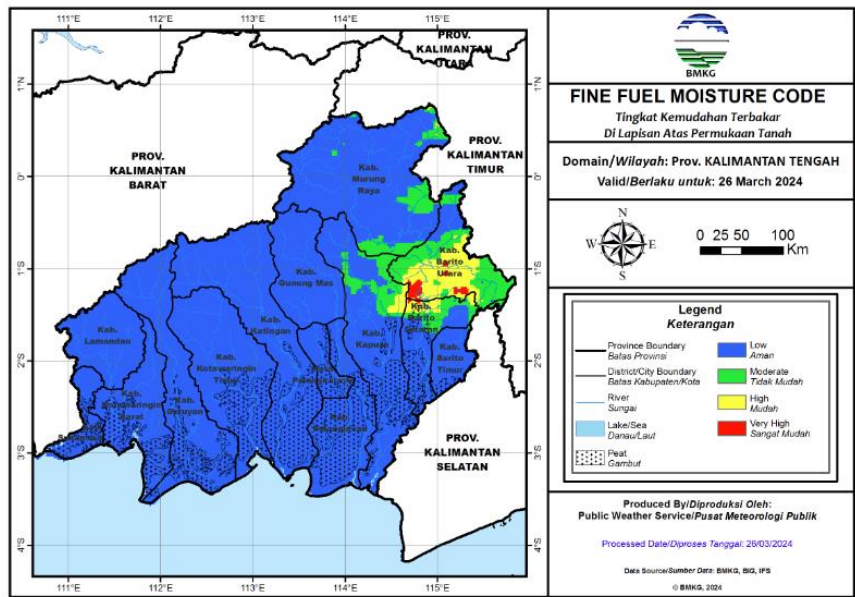 111°E 112°E 113°E 114°E 115°E
PROV.
KALIMANTAN
UTARA
1°N
PROV.
KALIMANTAN
TIMUR
PROV.
KALIMANTAN
BARAT
0°
Kab.
Murung
Raya
Kab.
Barito
Utara
1°S
Kab.
Gunung Mas
Kab.
Barito
Selatan
Kab.
Lamandau
Kab.
Katingan
Kab.
Kapuas
Kab.
Barito
Timur
2°S
Kab.
Kotawaringin
Timur
Kab.
Kotawaringin
Barat
Kab.
Seruyan
3°S
PROV.
KALIMANTAN
SELATAN
4°S
111°E 112°E 113°E 114°E 115°E
BMKG
FINE FUEL MOISTURE CODE
Tingkat Kemudahan Terbakar
Di Lapisan Atas Permukaan Tanah
Domain/Wilayah: Prov. KALIMANTAN TENGAH
Valid/Berlaku untuk: 26 March 2024
N
W E
S
0 25 50 100
Km
Legend
Keterangan
Province Boundary
Batas Provinsi
District/City Boundary
Batas Kabupaten/Kota
River
Sungai
Lake/Sea
Danau/Laut
Peat
Gambut
Low
Aman
Moderate
Tidak Mudah
High
Mudah
Very High
Sangat Mudah
Produced By/Diproduksi Oleh:
Public Weather Service/Pusat Meteorologi Publik
Processed Date/Diproses Tanggal: 26/03/2024
Data Source/Sumber Data: BMKG, BIG, IFS
© BMKG, 2024